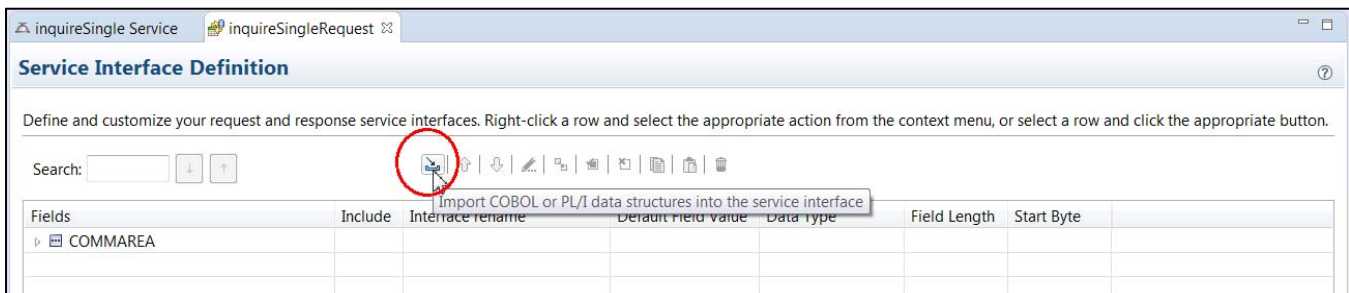 inquireSingle Service inquireSingleRequest
Service Interface Definition
Define and customize your request and response service interfaces. Right-click a row and select the appropriate action from the context menu, or select a row and click the appropriate button.
Search:
Import COBOL or PL/I data structures into the service interface
Fields Include Interface rename Default Field Value Data Type Field Length Start Byte
COMMAREA